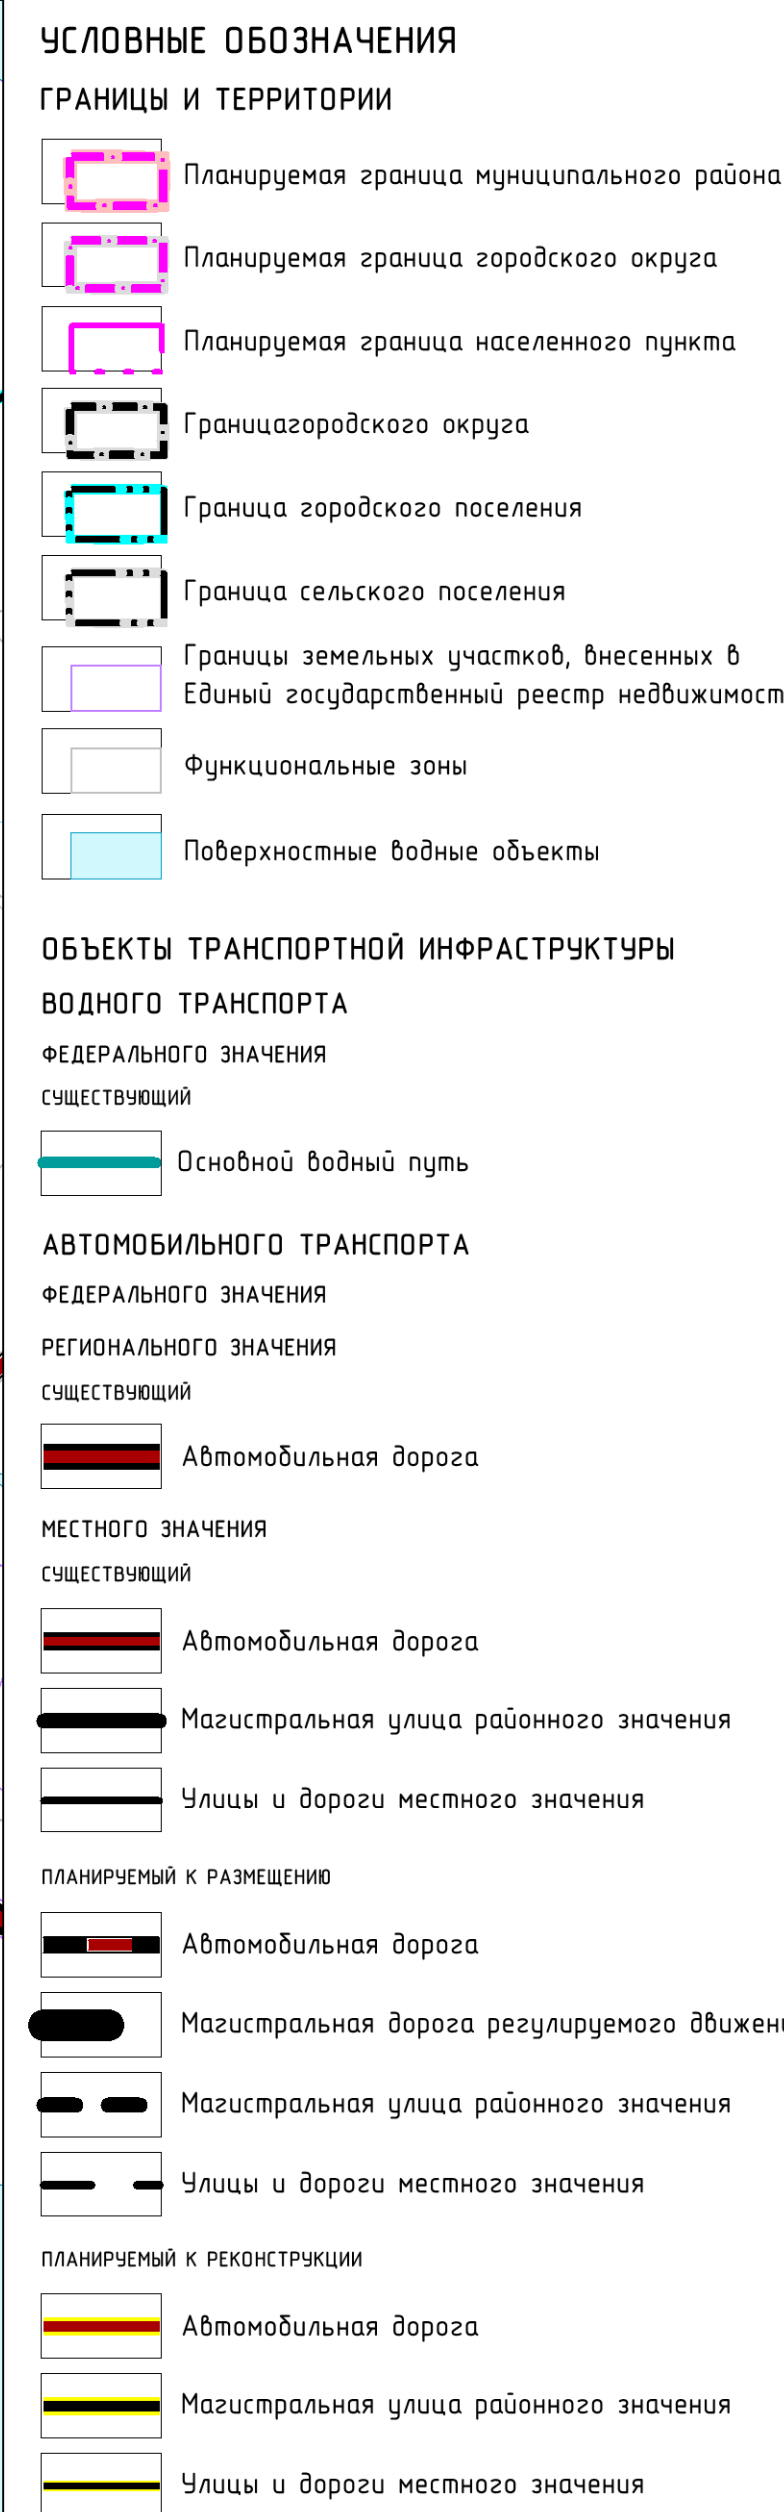 УСЛОВНЫЕ ОБОЗНАЧЕНИЯ
ГРАНИЦЫ И ТЕРРИТОРИИ
Планируемая граница муниципального района
Планируемая граница городского округа
Планируемая граница населенного пункта
Границагородского округа
Граница городского поселения
Граница сельского поселения
Границы земельных участков, внесенных в
Единый государственный реестр недвижимост
Функциональные зоны
Поверхностные водные объекты
ОБЪЕКТЫ ТРАНСПОРТНОЙ ИНФРАСТРУКТУРЫ
ВОДНОГО ТРАНСПОРТА
ФЕДЕРАЛЬНОГО ЗНАЧЕНИЯ
СУЩЕСТВУЮЩИЙ
Основной водный путь
АВТОМОБИЛЬНОГО ТРАНСПОРТА
ФЕДЕРАЛЬНОГО ЗНАЧЕНИЯ
РЕГИОНАЛЬНОГО ЗНАЧЕНИЯ
СУЩЕСТВУЮЩИЙ
Автомобильная дорога
МЕСТНОГО ЗНАЧЕНИЯ
СУЩЕСТВУЮЩИЙ
Автомобильная дорога
Магистральная улица районного значения
Улицы и дороги местного значения
ПЛАНИРУЕМЫЙ К РАЗМЕЩЕНИЮ
Автомобильная дорога
Магистральная дорога регулируемого движен
Магистральная улица районного значения
Улицы и дороги местного значения
ПЛАНИРУЕМЫЙ К РЕКОНСТРУКЦИИ
Автомобильная дорога
Магистральная улица районного значения
Улицы и дороги местного значения